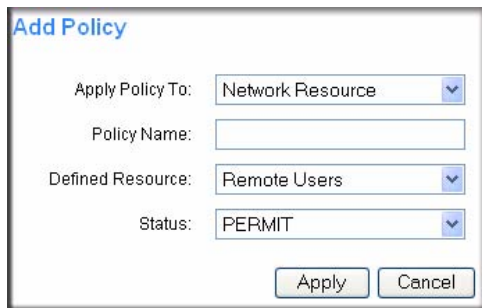 Add Policy
Apply Policy To: Network Resource
Policy Name:
Defined Resource: Remote Users
Status: PERMIT
Apply Cancel